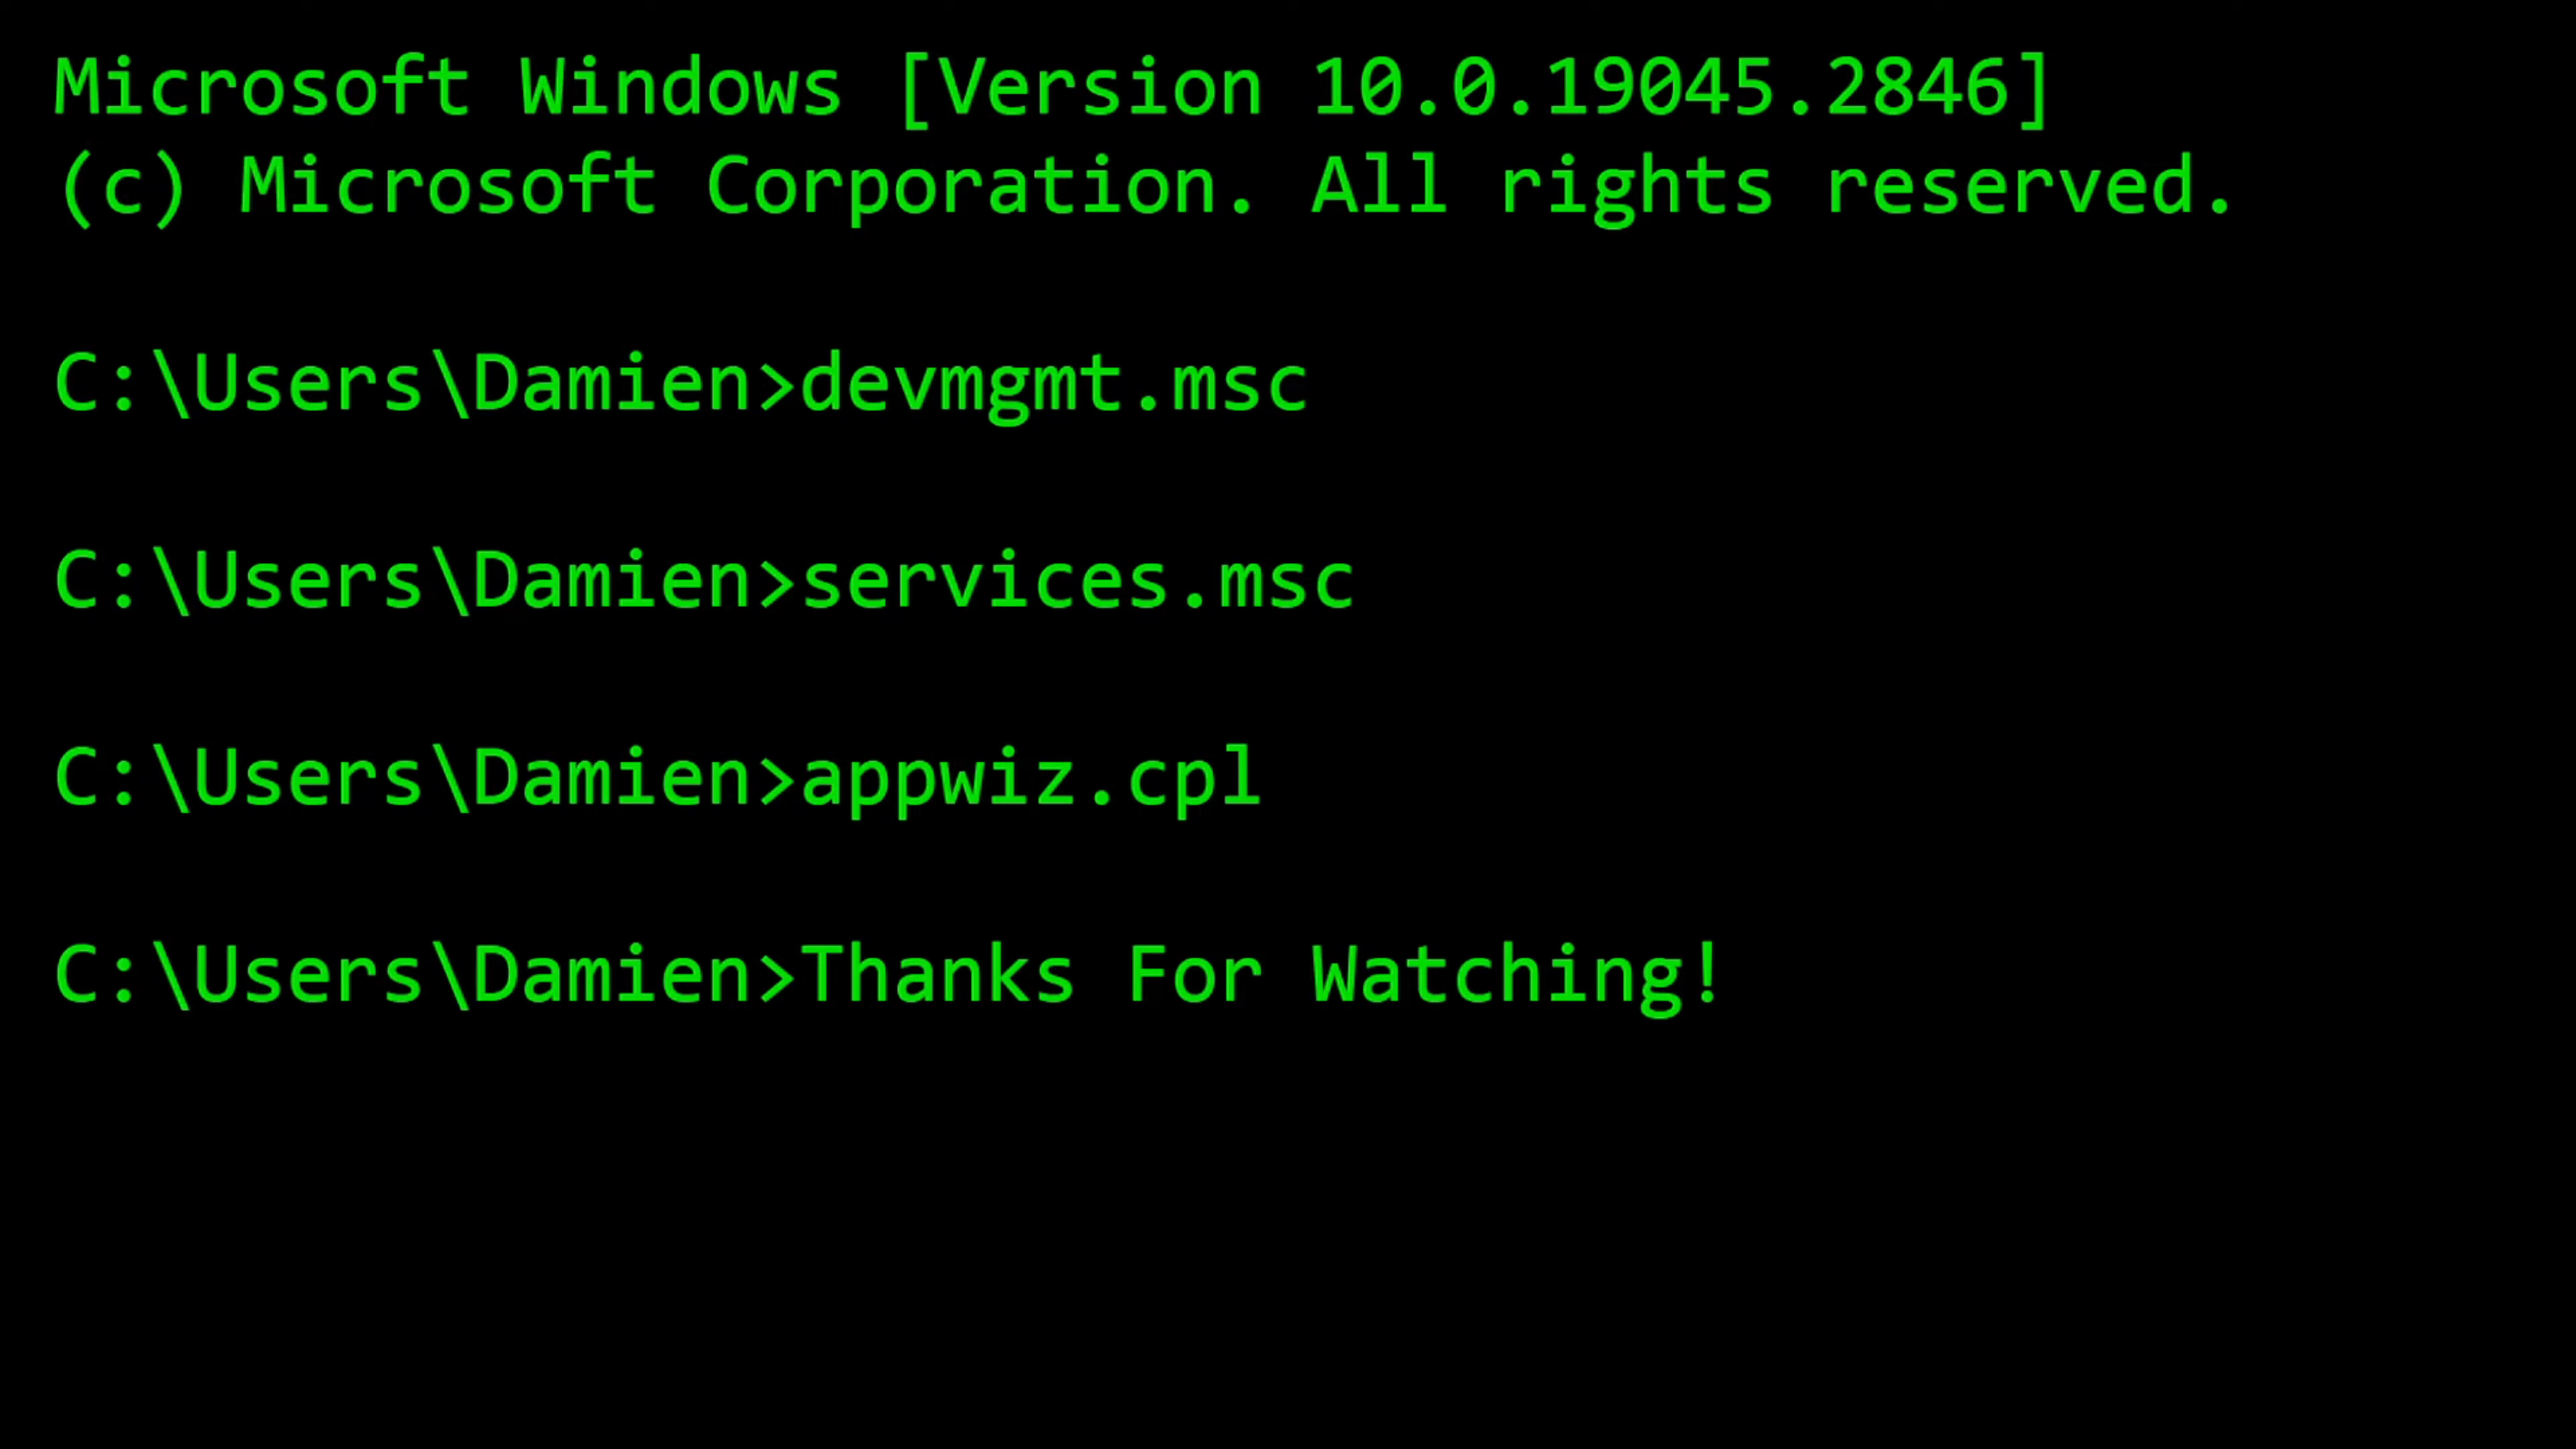 Microsoft Windows [Version 10.0.19045.2846]
(c) Microsoft Corporation. All rights reserved.
C:\Users\Damien>devmgmt.msc
C:\Users\Damien>services.msc
C:\Users\Damien>appwiz.cpl
C:\Users\Damien>Thanks For Watching!